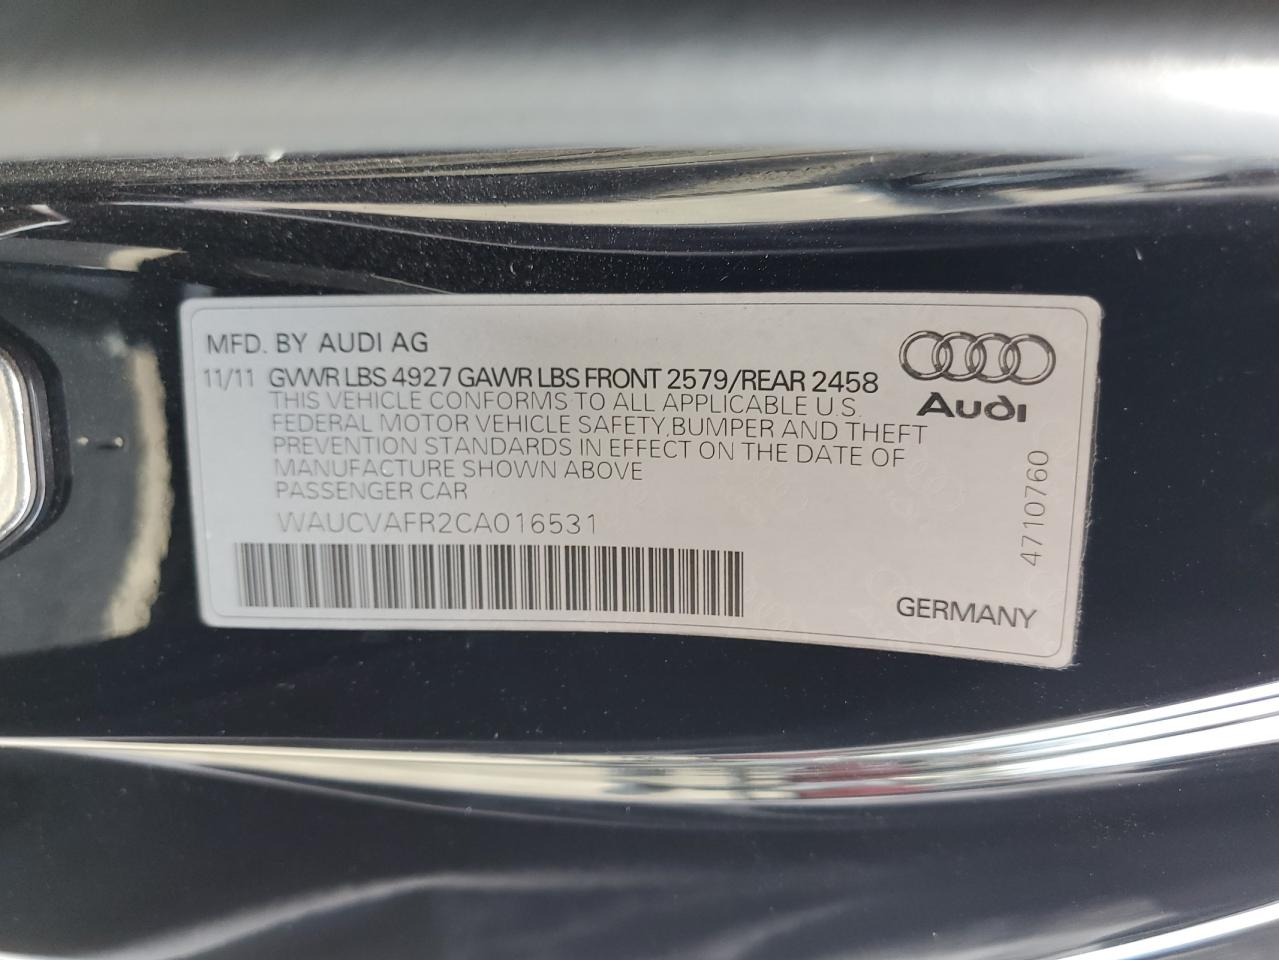 MFD. BY AUDI AG
11/11 GVWR LBS 4927 GAWR LBS FRONT 2579/REAR 2458
THIS VEHICLE CONFORMS TO ALL APPLICABLE U.S.
FEDERAL MOTOR VEHICLE SAFETY,BUMPER AND THEFT
PREVENTION STANDARDS IN EFFECT ON THE DATE OF
MANUFACTURE SHOWN ABOVE
PASSENGER CAR
WAUCVAFR2CA016531
Audi
4710760
GERMANY